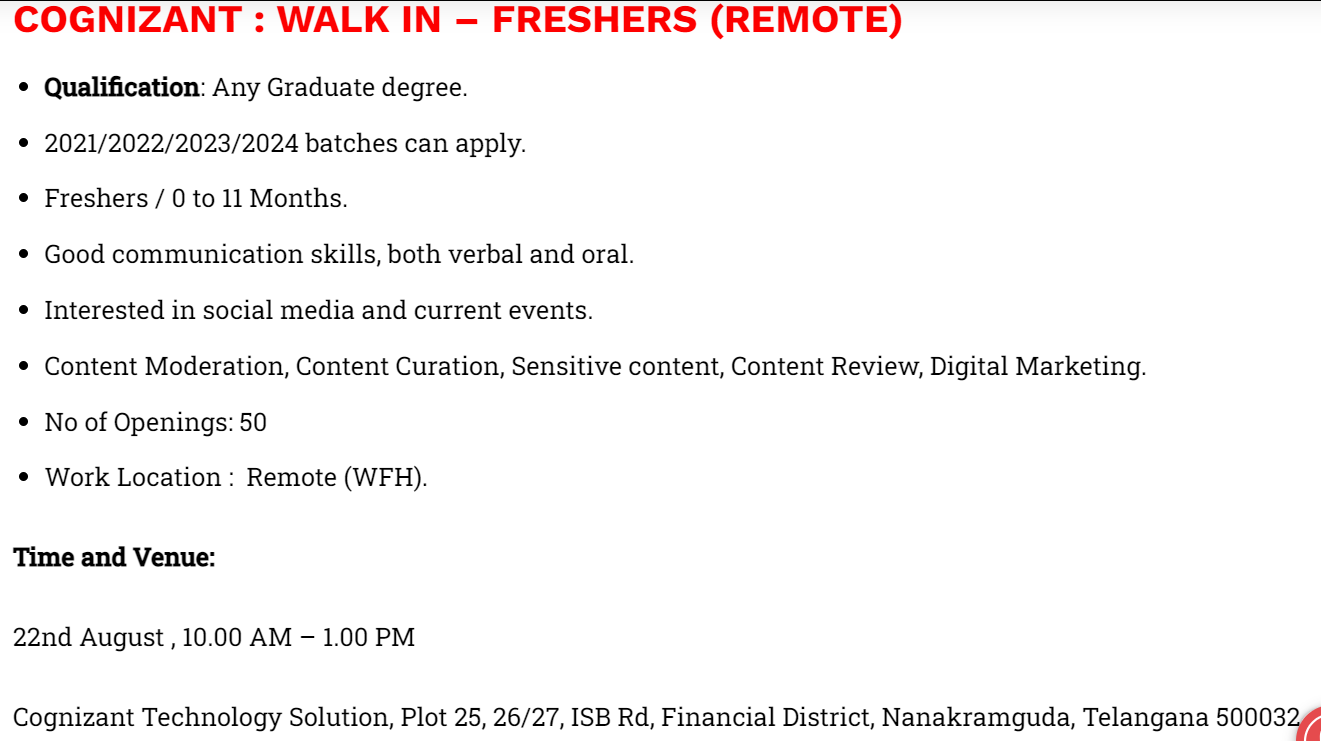 COGNIZANT : WALK IN – FRESHERS (REMOTE)
• Qualification: Any Graduate degree.
• 2021/2022/2023/2024 batches can apply.
• Freshers / 0 to 11 Months.
• Good communication skills, both verbal and oral.
• Interested in social media and current events.
• Content Moderation, Content Curation, Sensitive content, Content Review, Digital Marketing.
• No of Openings: 50
• Work Location :  Remote (WFH).
Time and Venue:
22nd August , 10.00 AM – 1.00 PM
Cognizant Technology Solution, Plot 25, 26/27, ISB Rd, Financial District, Nanakramguda, Telangana 500032